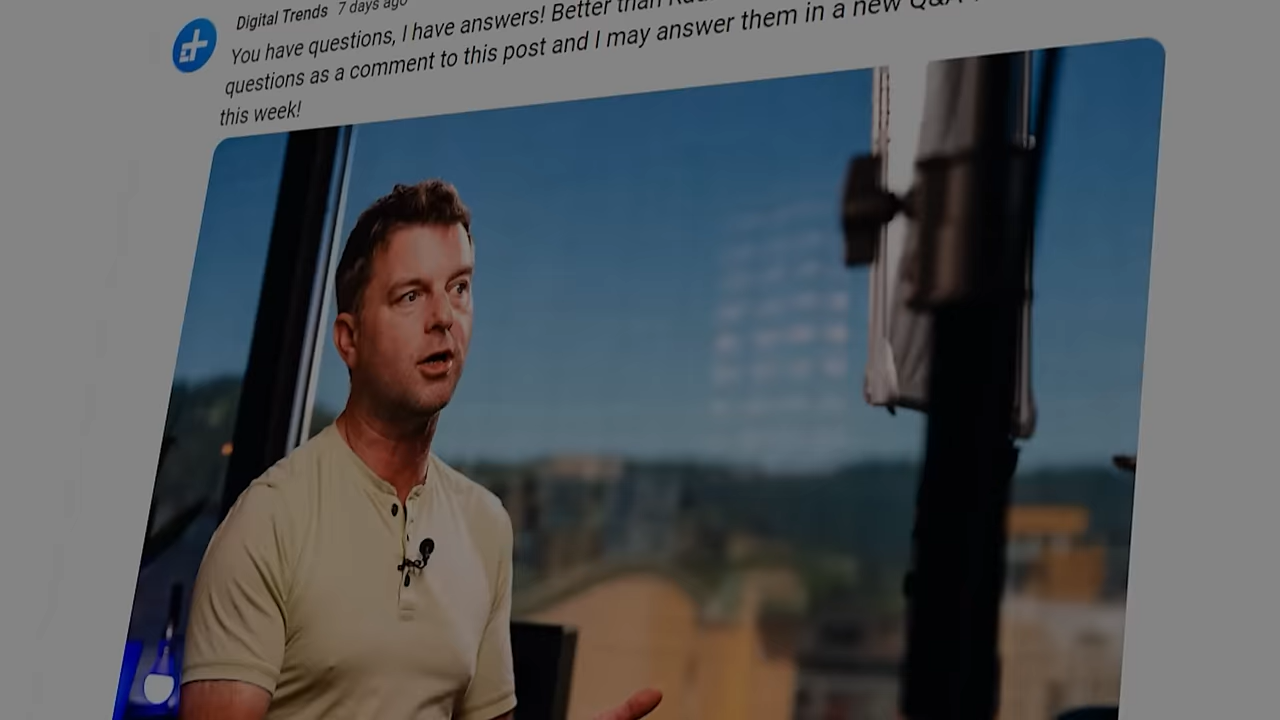 Digital Trends 7 days ago
You have questions, I have answers! Better than
questions as a comment to this post and I may answer them in a new Q&A
this week!